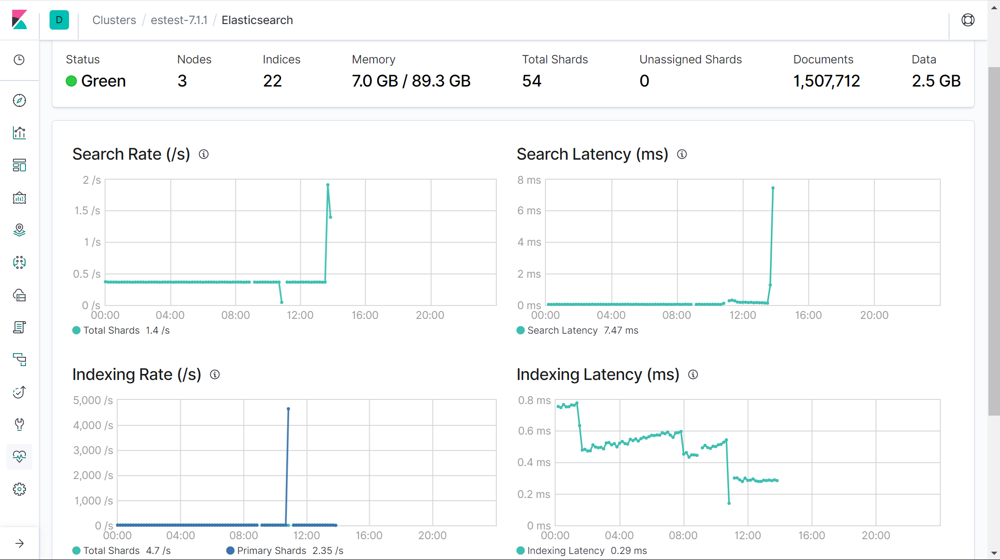 D Clusters / estest-7.1.1 / Elasticsearch
Status Nodes Indices Memory Total Shards Unassigned Shards Documents Data
Green 3 22 7.0 GB / 89.3 GB 54 0 1,507,712 2.5 GB
Search Rate (/s)
2 /s
1.5 /s
1 /s
0.5 /s
0 /s
00:00 04:00 08:00 12:00 16:00 20:00
Total Shards 1.4 /s
Search Latency (ms)
8 ms
6 ms
4 ms
2 ms
0 ms
00:00 04:00 08:00 12:00 16:00 20:00
Search Latency 7.47 ms
Indexing Rate (/s)
5,000 /s
4,000 /s
3,000 /s
2,000 /s
1,000 /s
0 /s
00:00 04:00 08:00 12:00 16:00 20:00
Total Shards 4.7 /s Primary Shards 2.35 /s
Indexing Latency (ms)
0.8 ms
0.6 ms
0.4 ms
0.2 ms
0 ms
00:00 04:00 08:00 12:00 16:00 20:00
Indexing Latency 0.29 ms